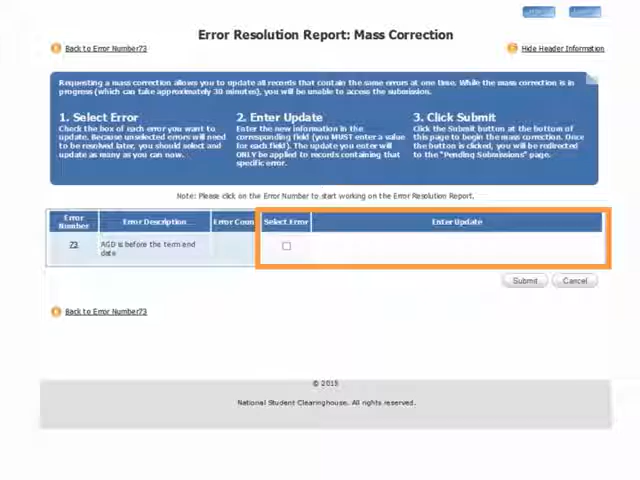 Error Resolution Report: Mass Correction
Back to Error Number73
Hide Header Information
Requesting a mass correction allows you to update all records that contain the same errors at one time. While the mass correction is in
progress (which can take approximately 30 minutes), you will be unable to access the submission.
1. Select Error
Check the box of each error you want to
update. Because unselected errors will need
to be resolved later, you should select and
update as many as you can now.
2. Enter Update
Enter the new information in the
corresponding field (you MUST enter a value
for each field). The update you enter will
ONLY be applied to records containing that
specific error.
3. Click Submit
Click the Submit button at the bottom of
this page to begin the mass correction. Once
the button is clicked, you will be redirected
to the "Pending Submissions" page.
Note: Please click on the Error Number to start working on the Error Resolution Report.
Error Number Error Description Error Coun Select Error Enter Update
73 AGD is before the term end
date
Submit Cancel
Back to Error Number73
© 2015
National Student Clearinghouse. All rights reserved.